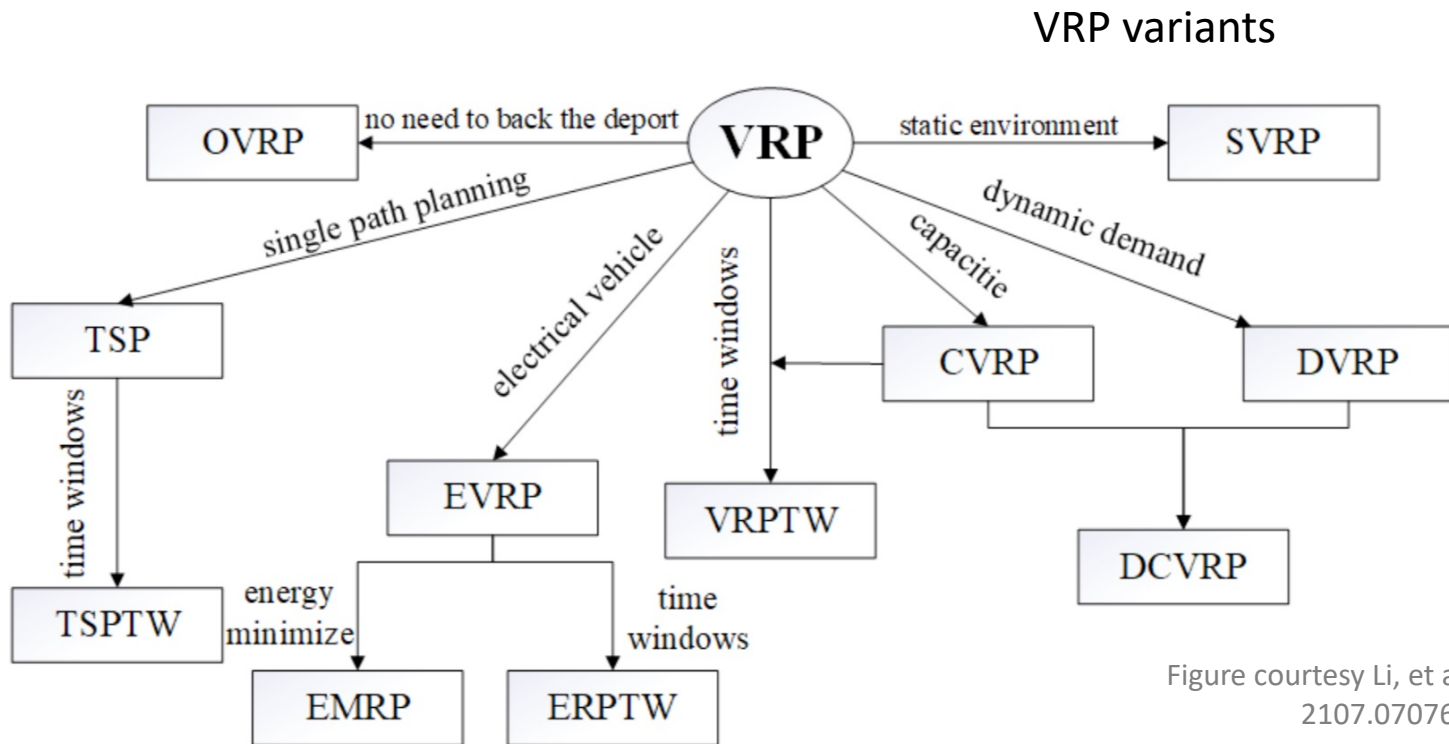 VRP variants
no need to back the deport
OVRP
VRP
static environment
SVRP
single path planning
electrical vehicle
time windows
capacitie
dynamic demand
TSP
CVRP
DVRP
time windows
EVRP
VRPTW
DCVRP
TSPTW
energy
minimize
time
windows
EMRP
ERPTW
Figure courtesy Li, et
2107.07076